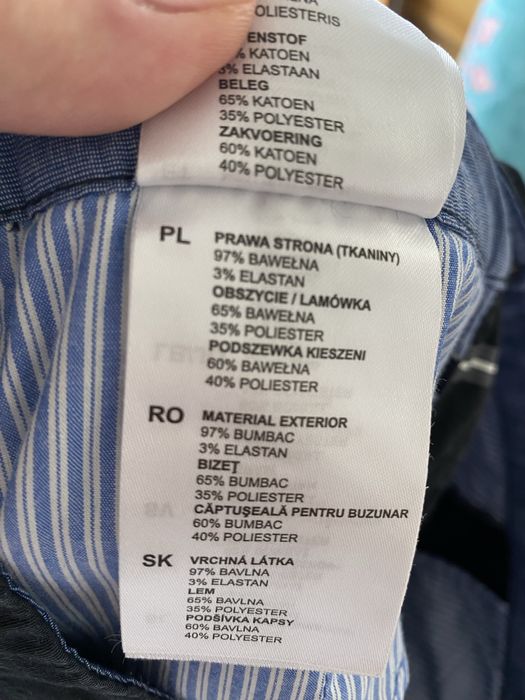 OLIESTERIS
ENSTOF
% KATOEN
3% ELASTAAN
BELEG
65% KATOEN
35% POLYESTER
ZAKVOERING
60% KATOEN
40% POLYESTER
PL PRAWA STRONA (TKANINY)
97% BAWEŁNA
3% ELASTAN
OBSZYCIE / LAMÓWKA
65% BAWEŁNA
35% POLIESTER
PODSZEWKA KIESZENI
60% BAWEŁNA
40% POLIESTER
RO MATERIAL EXTERIOR
97% BUMBAC
3% ELASTAN
BIZEŢ
65% BUMBAC
35% POLIESTER
CĂPTUŞEALĂ PENTRU BUZUNAR
60% BUMBAC
40% POLIESTER
SK VRCHNÁ LÁTKA
97% BAVLNA
3% ELASTAN
LEM
65% BAVLNA
35% POLYESTER
PODŠÍVKA KAPSY
60% BAVLNA
40% POLYESTER